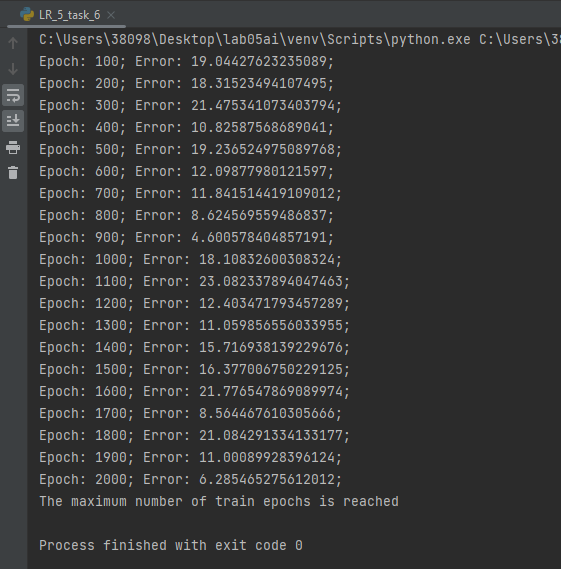 LR_5_task_6
C:\Users\38098\Desktop\lab05ai\venv\Scripts\python.exe C:\Users\3
Epoch: 100; Error: 19.04427623235089;
Epoch: 200; Error: 18.31523494107495;
Epoch: 300; Error: 21.475341073403794;
Epoch: 400; Error: 10.82587568689041;
Epoch: 500; Error: 19.236524975089768;
Epoch: 600; Error: 12.09877980121597;
Epoch: 700; Error: 11.841514419109012;
Epoch: 800; Error: 8.624569559486837;
Epoch: 900; Error: 4.600578404857191;
Epoch: 1000; Error: 18.10832600308324;
Epoch: 1100; Error: 23.082337894047463;
Epoch: 1200; Error: 12.403471793457289;
Epoch: 1300; Error: 11.059856556033955;
Epoch: 1400; Error: 15.716938139229676;
Epoch: 1500; Error: 16.377006750229125;
Epoch: 1600; Error: 21.776547869089974;
Epoch: 1700; Error: 8.564467610305666;
Epoch: 1800; Error: 21.084291334133177;
Epoch: 1900; Error: 11.00089928396124;
Epoch: 2000; Error: 6.285465275612012;
The maximum number of train epochs is reached
Process finished with exit code 0